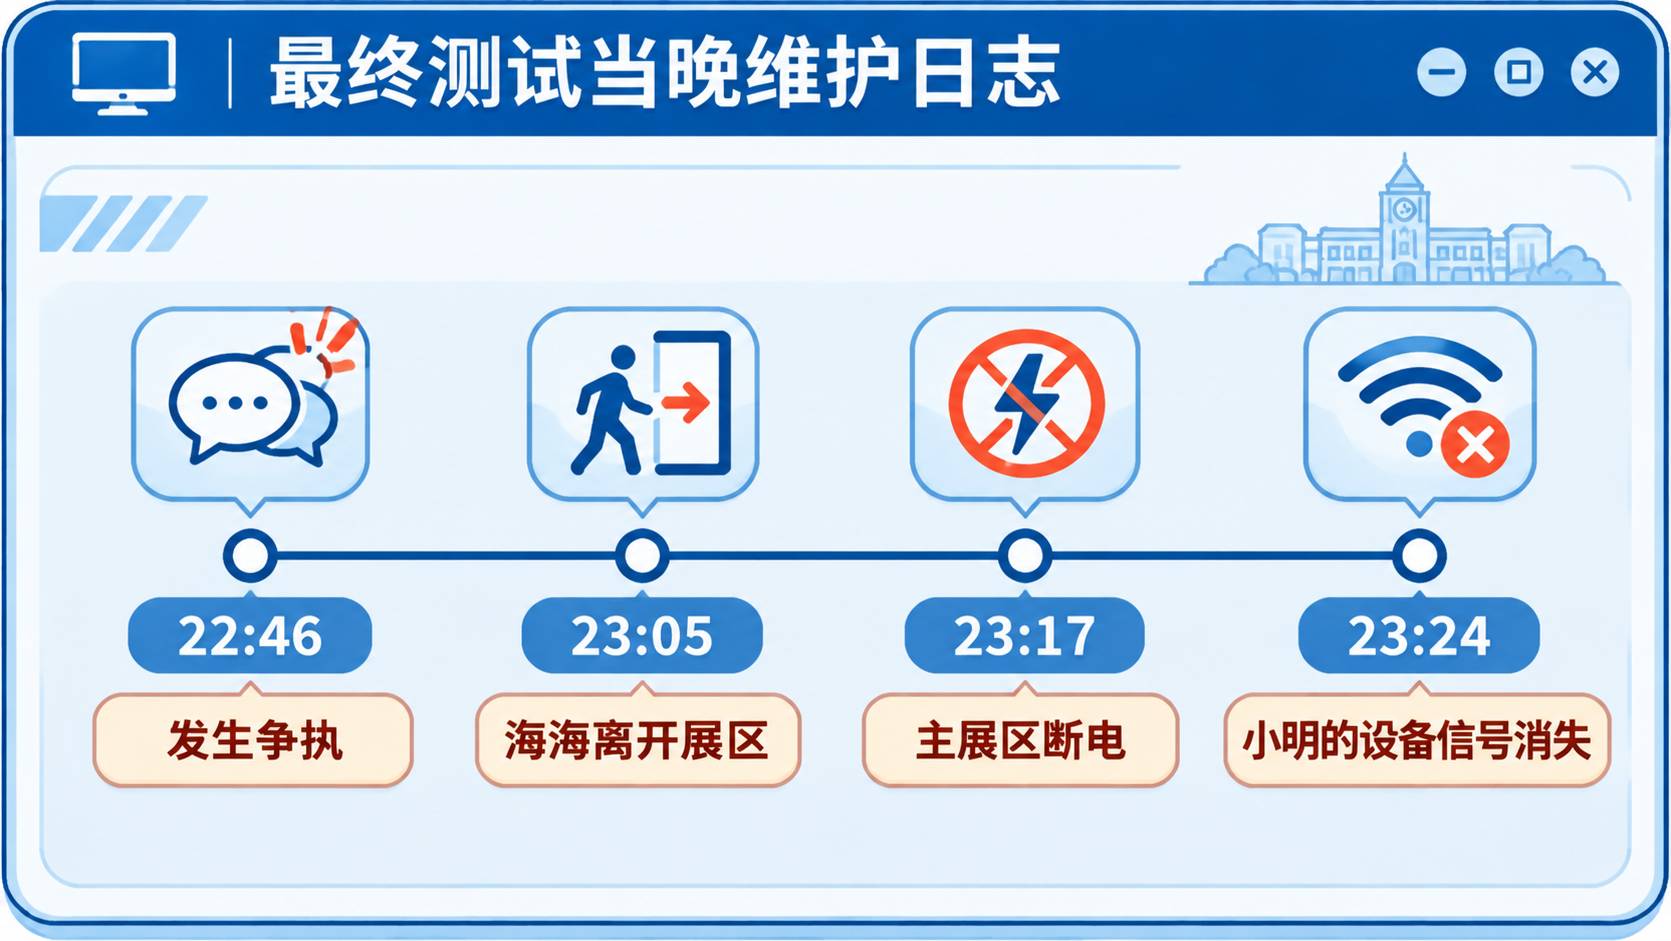 最终测试当晚维护日志
22:46
23:05
23:17
23:24
发生争执
海海离开展区
主展区断电
小明的设备信号消失